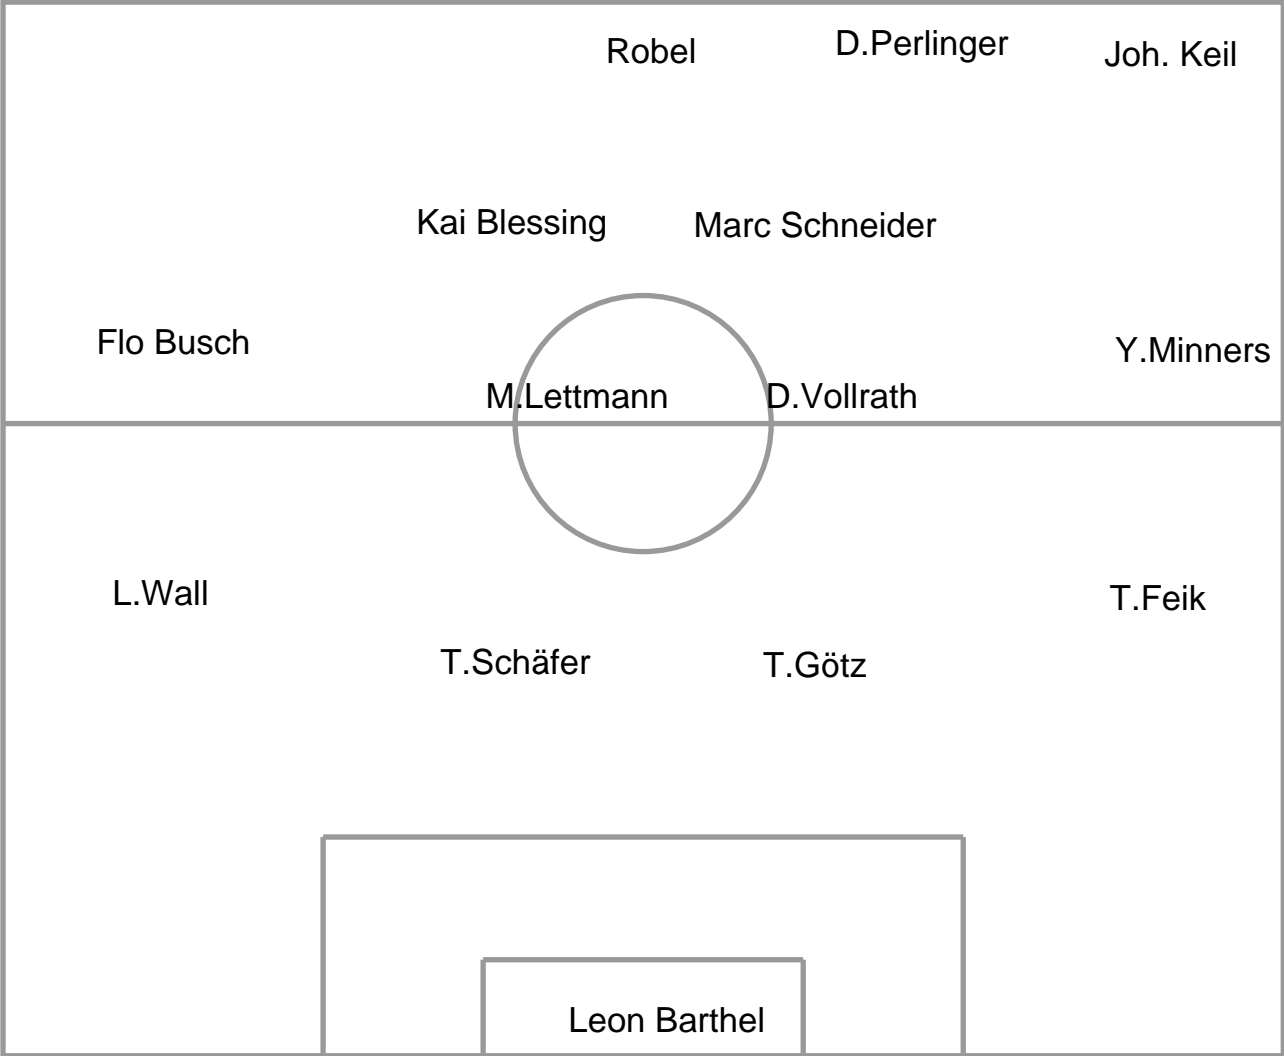 Robel
D.Perlinger
Joh. Keil
Kai Blessing
Marc Schneider
Flo Busch
Y.Minners
M.Lettmann
D.Vollrath
L.Wall
T.Feik
T.Schäfer
T.Götz
Leon Barthel